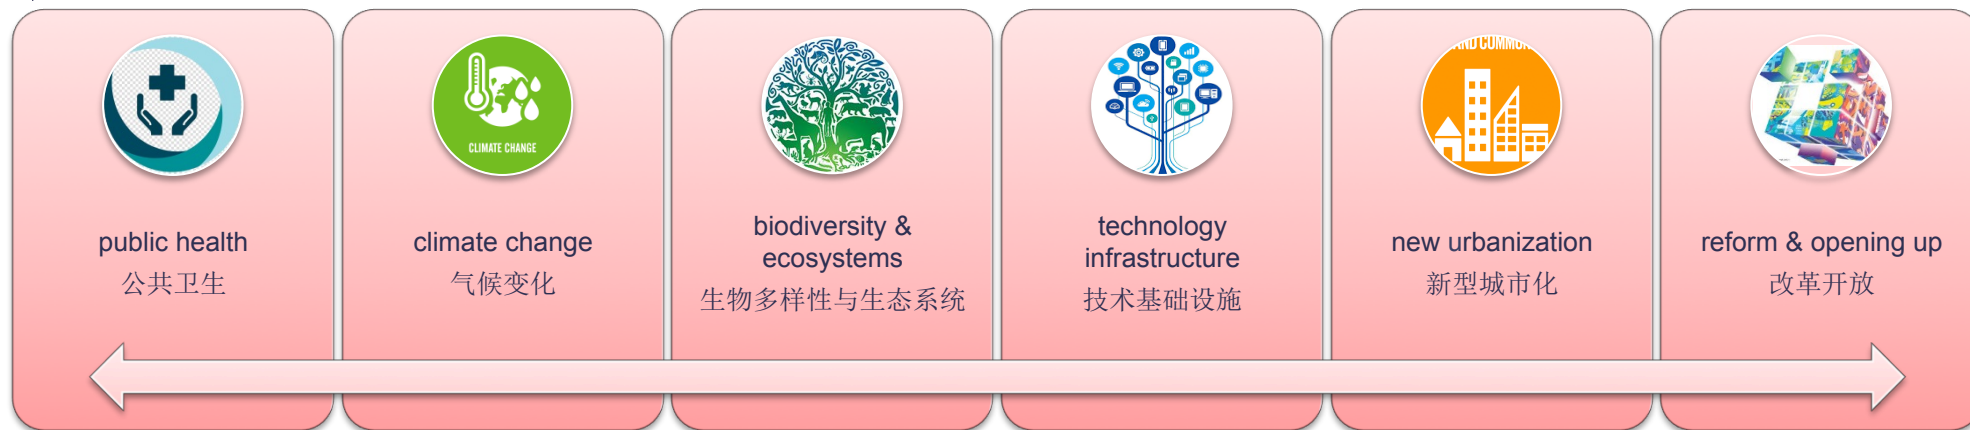 public health
公共卫生
CLIMATE CHANGE
climate change
气候变化
biodiversity &
ecosystems
生物多样性与生态系统
technology
infrastructure
技术基础设施
AND COMMUN
new urbanization
新型城市化
reform & opening up
改革开放